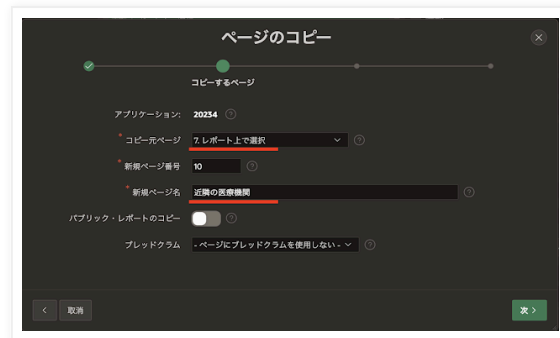 ページのコピー
コピーするページ
アプリケーション: 20234
* コピー元ページ 7. レポート上で選択
* 新規ページ番号 10
* 新規ページ名 近隣の医療機関
パブリック・レポートのコピー
ブレッドクラム - ページにブレッドクラムを使用しない -
取消
次